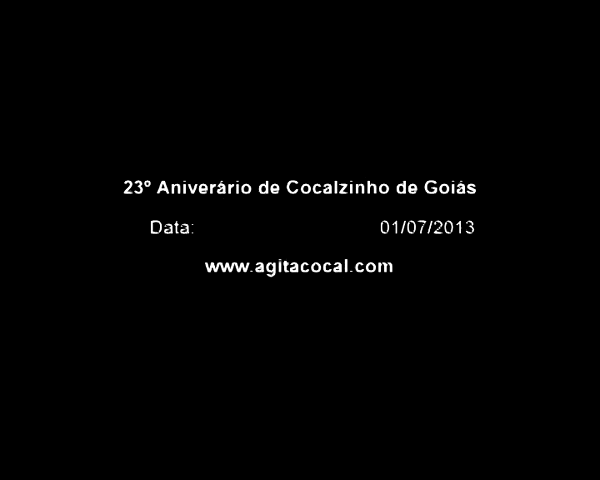 23º Aniverário de Cocalzinho de Goiás
Data: 01/07/2013
www.agitacocal.com